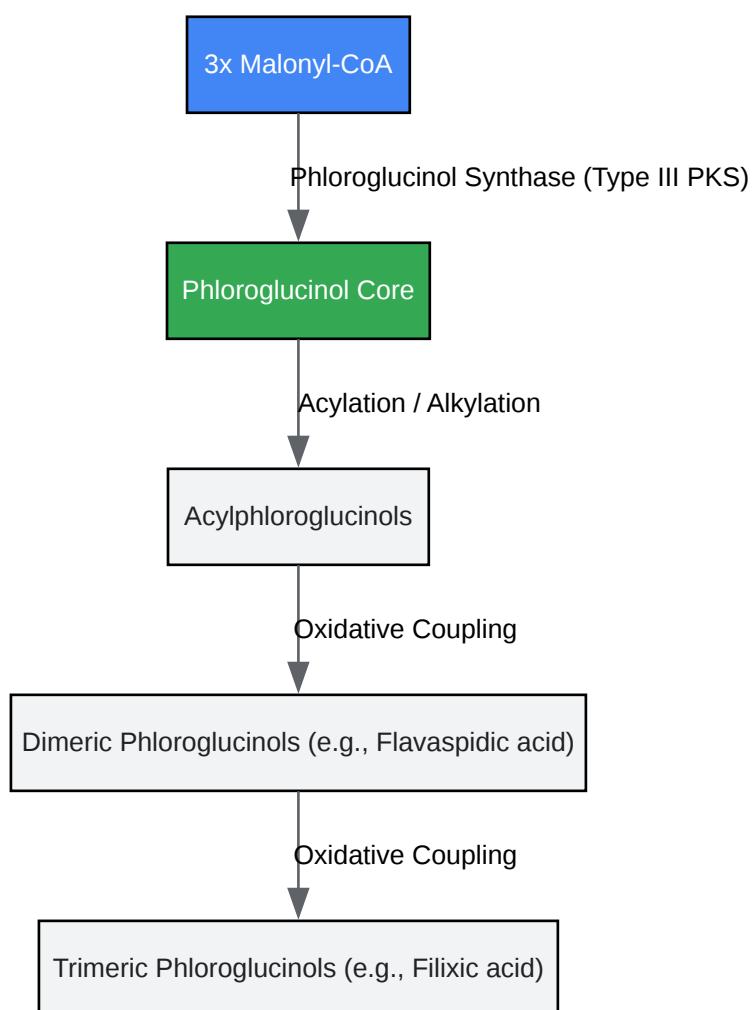 3x Malonyl-CoA
Phloroglucinol Synthase (Type III PKS)
Phloroglucinol Core
Acylation / Alkylation
Acylphloroglucinols
Oxidative Coupling
Dimeric Phloroglucinols (e.g., Flavaspidic acid)
Oxidative Coupling
Trimeric Phloroglucinols (e.g., Filixic acid)